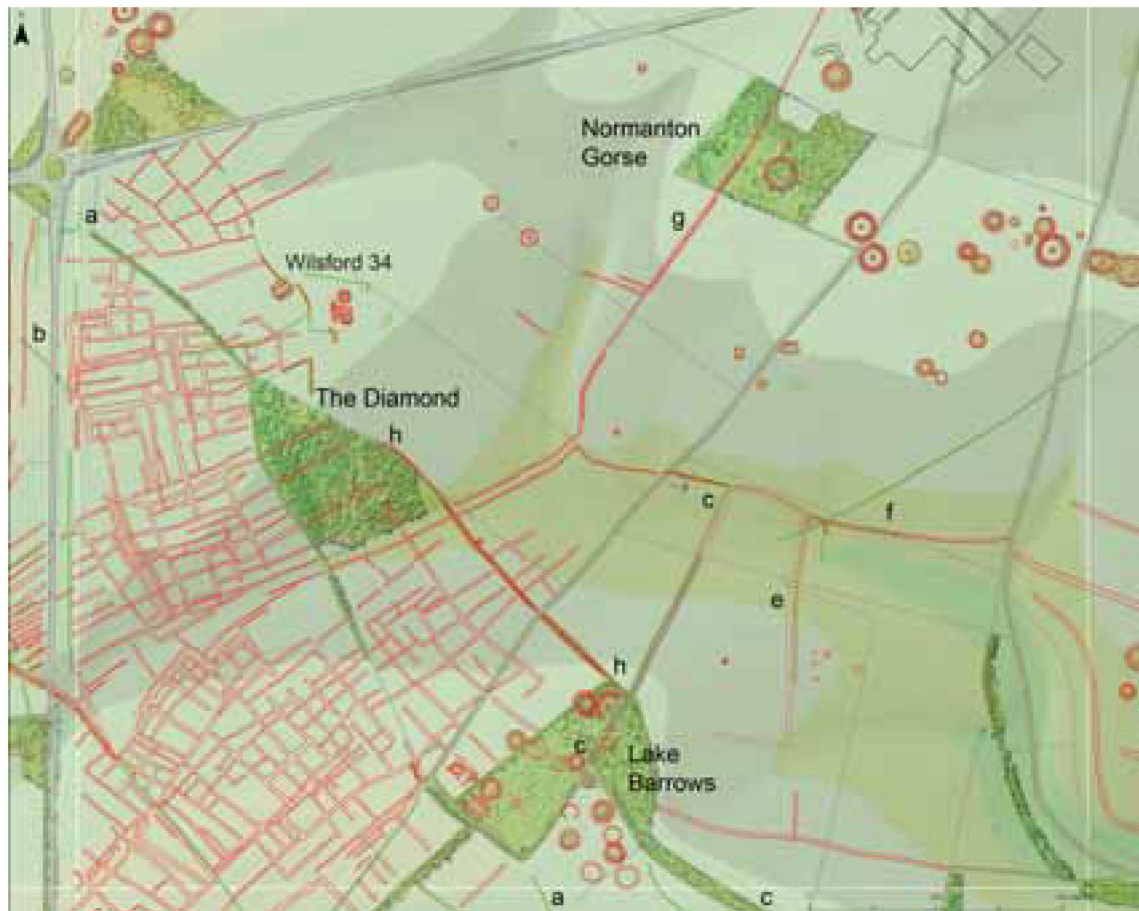 Normanton
Gorse
a
g
Wilsford 34
b
The Diamond
h
c
f
e
h
c
Lake
Barrows
a
c